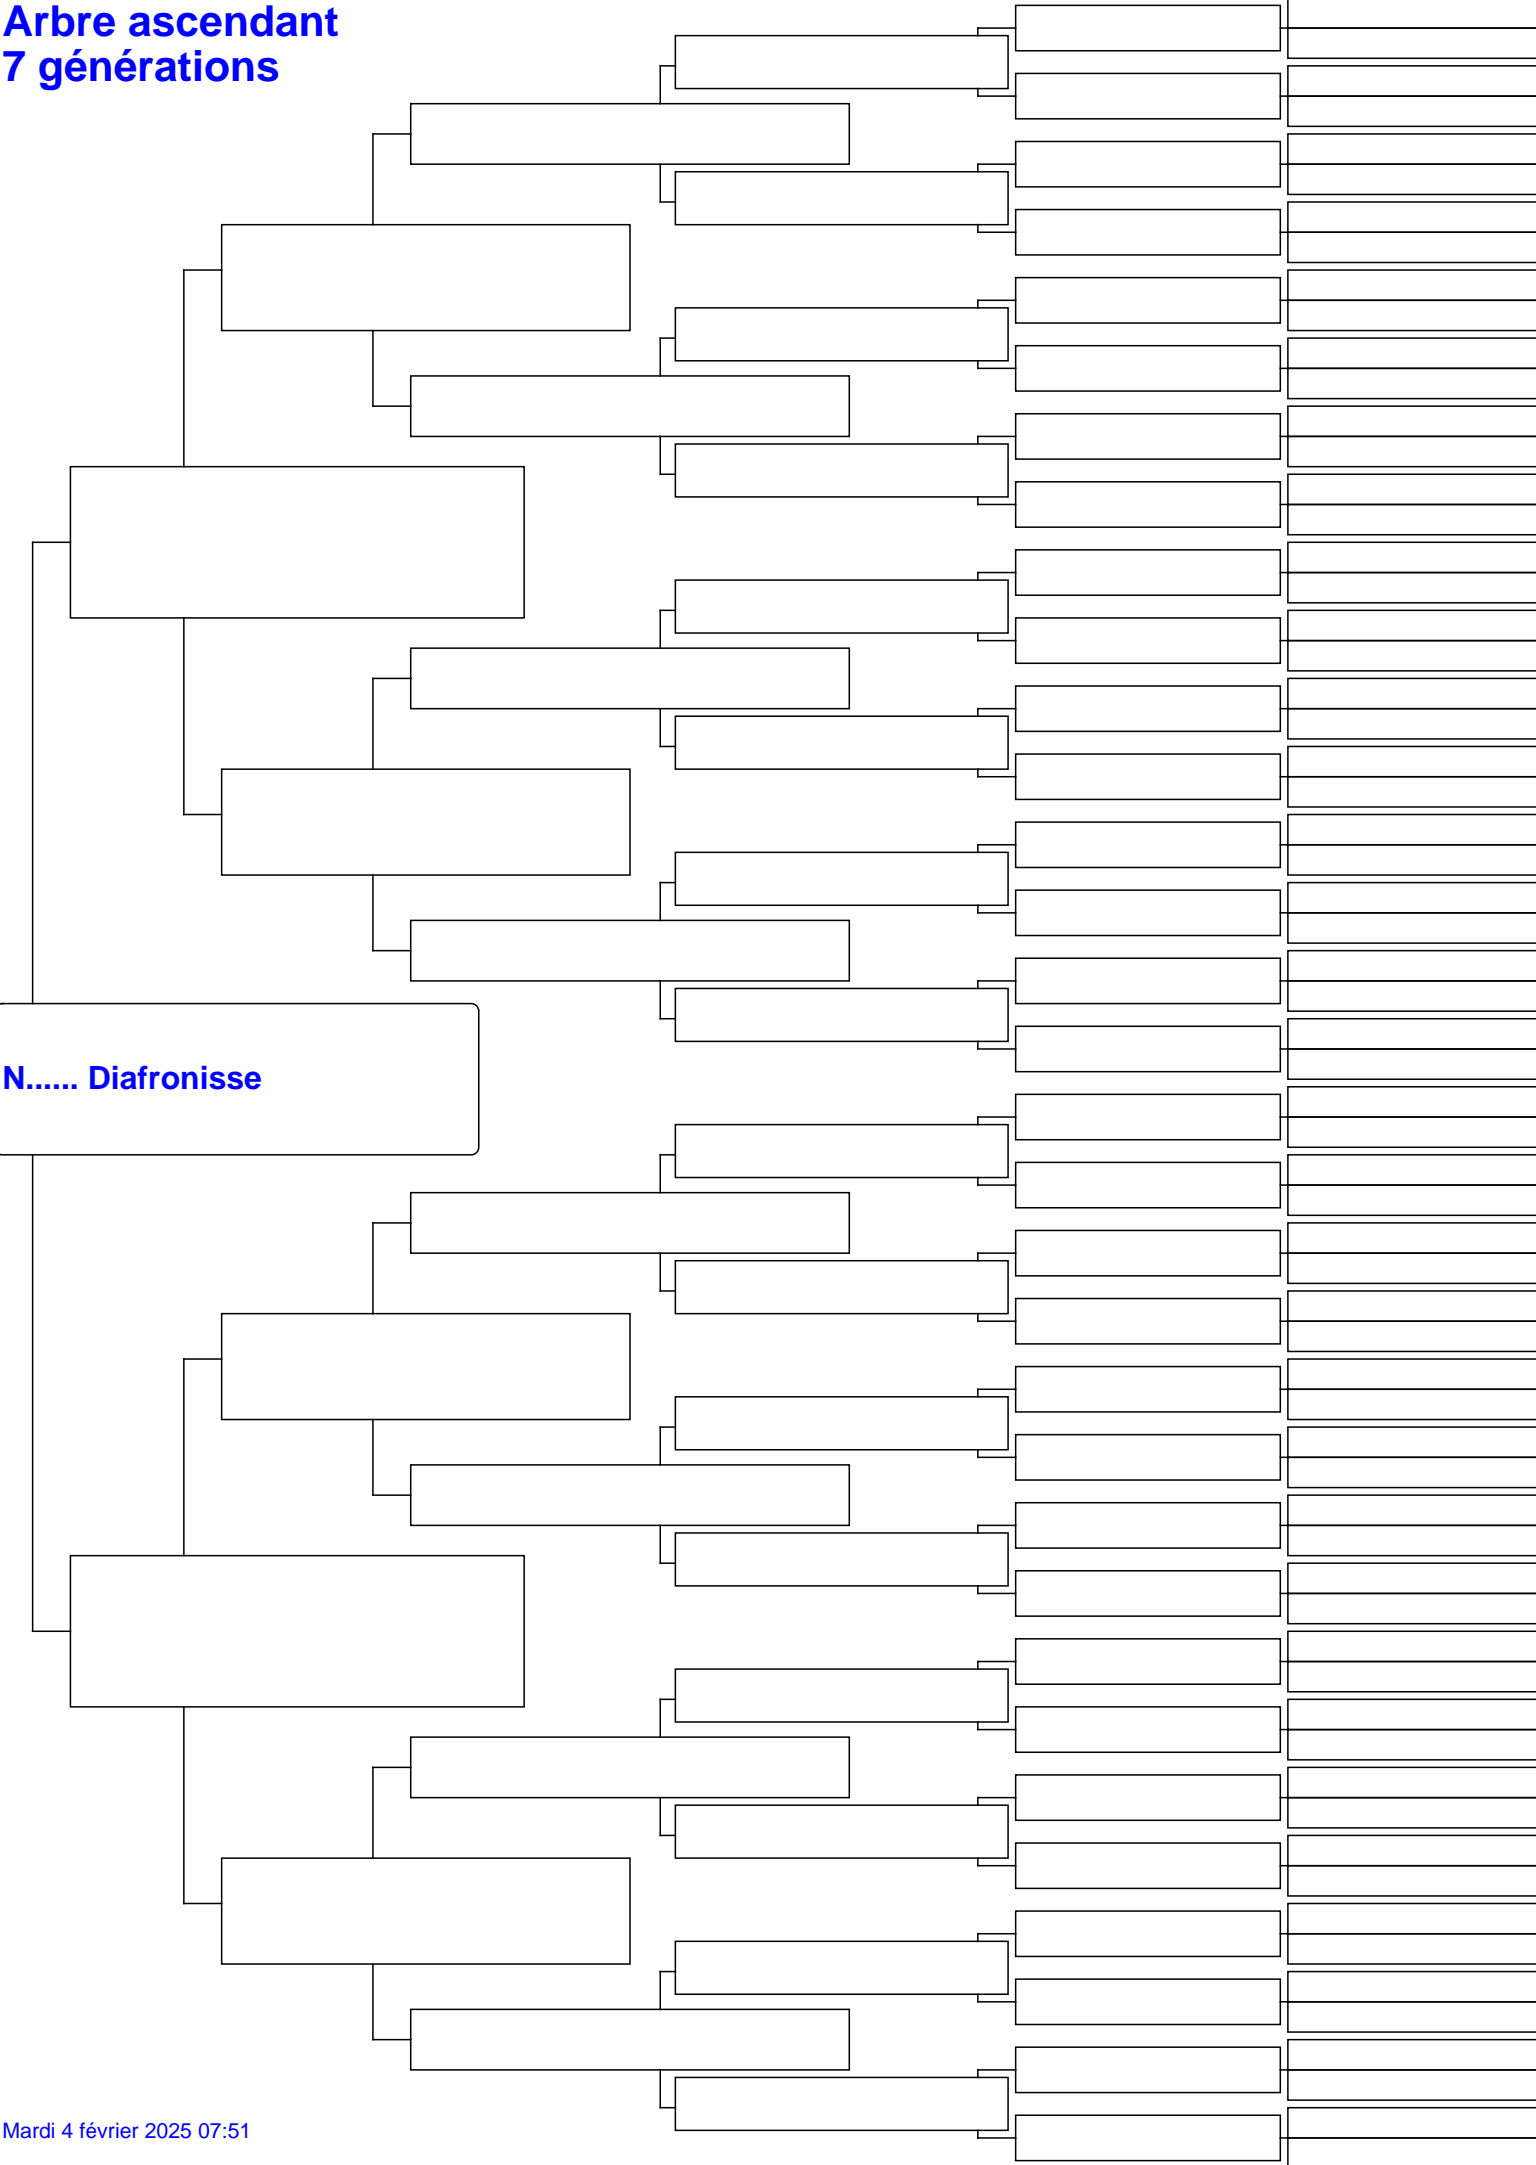 Arbre ascendant
7 générations
N...... Diafronisse
Mardi 4 février 2025 07:51